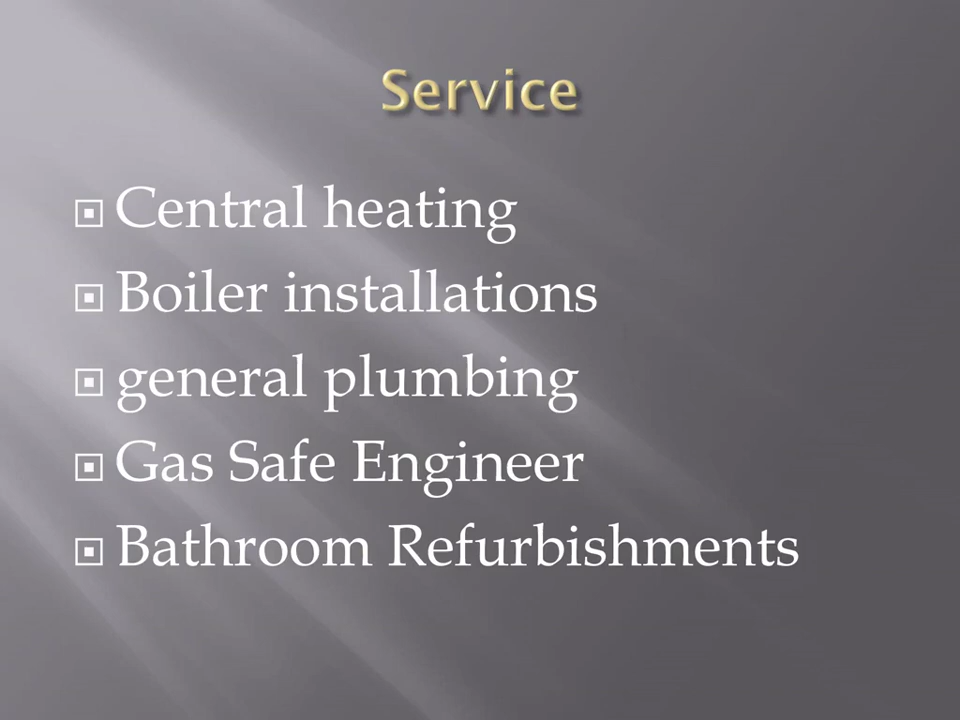 Service
Central heating
Boiler installations
general plumbing
Gas Safe Engineer
Bathroom Refurbishments